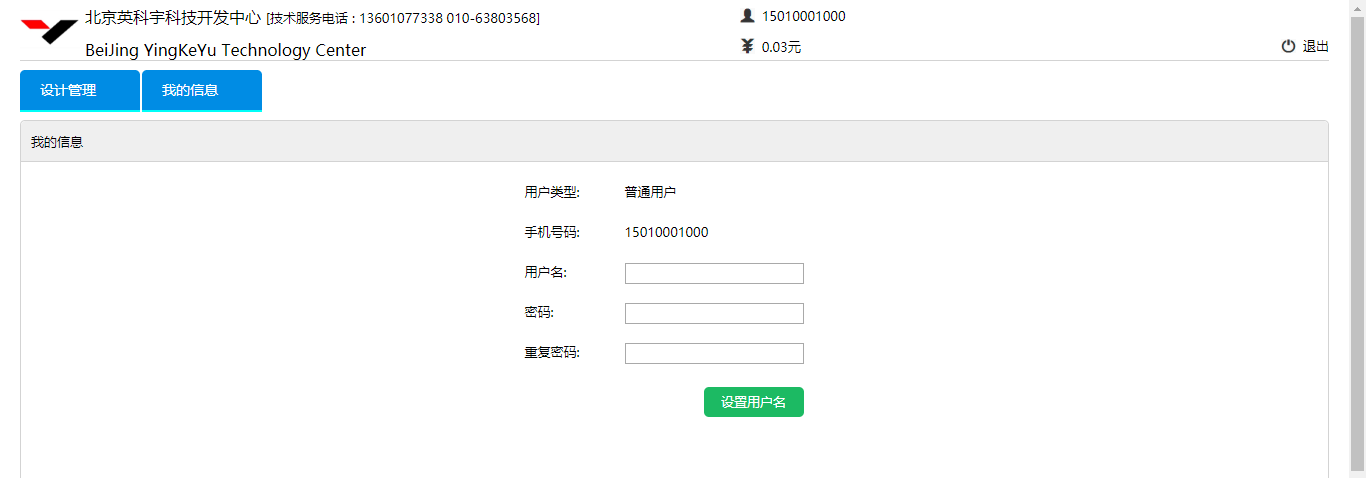 北京英科宇科技开发中心 [技术服务电话 : 13601077338 010-63803568]
15010001000
BeiJing YingKeYu Technology Center
0.03元
退出
设计管理
我的信息
我的信息
用户类型: 普通用户
手机号码: 15010001000
用户名:
密码:
重复密码:
设置用户名